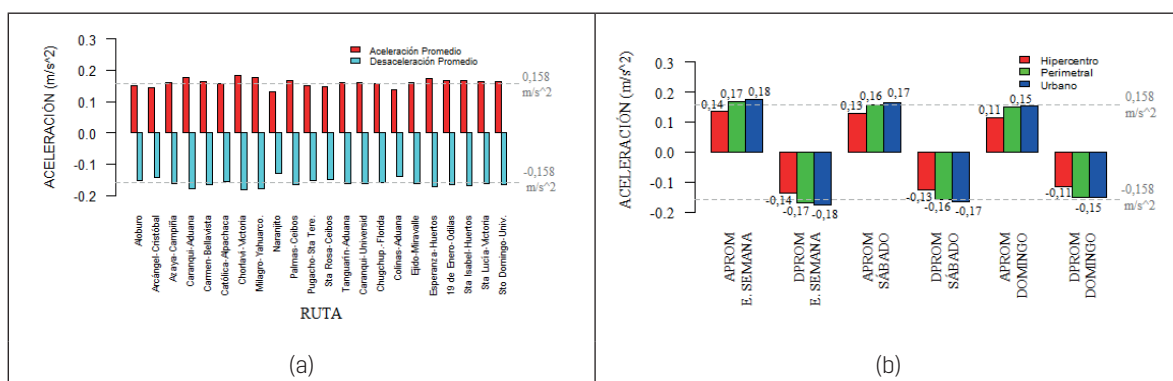 ACELERACIÓN (m/s^2)
0.3
0.2
0.1
0.0
-0.1
-0.2
Aceleración Promedio
Desaceleración Promedio
0,158
m/s^2
-0,158
m/s^2
Aloburo
Arcángel-Cristóbal
Azaya-Campiña
Caranqui-Aduana
Carmen-Bellavista
Católica-Alpachaca
Chorlaví-Victoria
Milagro-Yahuarco.
Naranjito
Palmas-Ceibos
Pugacho-Sta Tere.
Sta Rosa-Ceibos
Tanguarín-Aduana
Carnqui-Universid
Chugchup.-Florida
Colinas-Aduana
Ejido-Miravalle
Esperanza-Huertos
19 de Enero-Odilas
Sta Isabel-Huertos
Sta Lucía-Victoria
Sto Domingo-Univ.
RUTA
(a)
ACELERACIÓN (m/s^2)
0.3
0.2
0.1
0.0
-0.1
-0.2
Hipercentro
Perimetral
Urbano
0,14
0,17
0,18
-0,14
-0,17
-0,18
0,13
0,16
0,17
-0,13
-0,16
-0,17
0,11
0,15
-0,11
-0,15
0,158
m/s^2
-0,158
m/s^2
APROM
E. SEMANA
DPROM
E. SEMANA
APROM
SÁBADO
DPROM
SÁBADO
APROM
DOMINGO
DPROM
DOMINGO
(b)